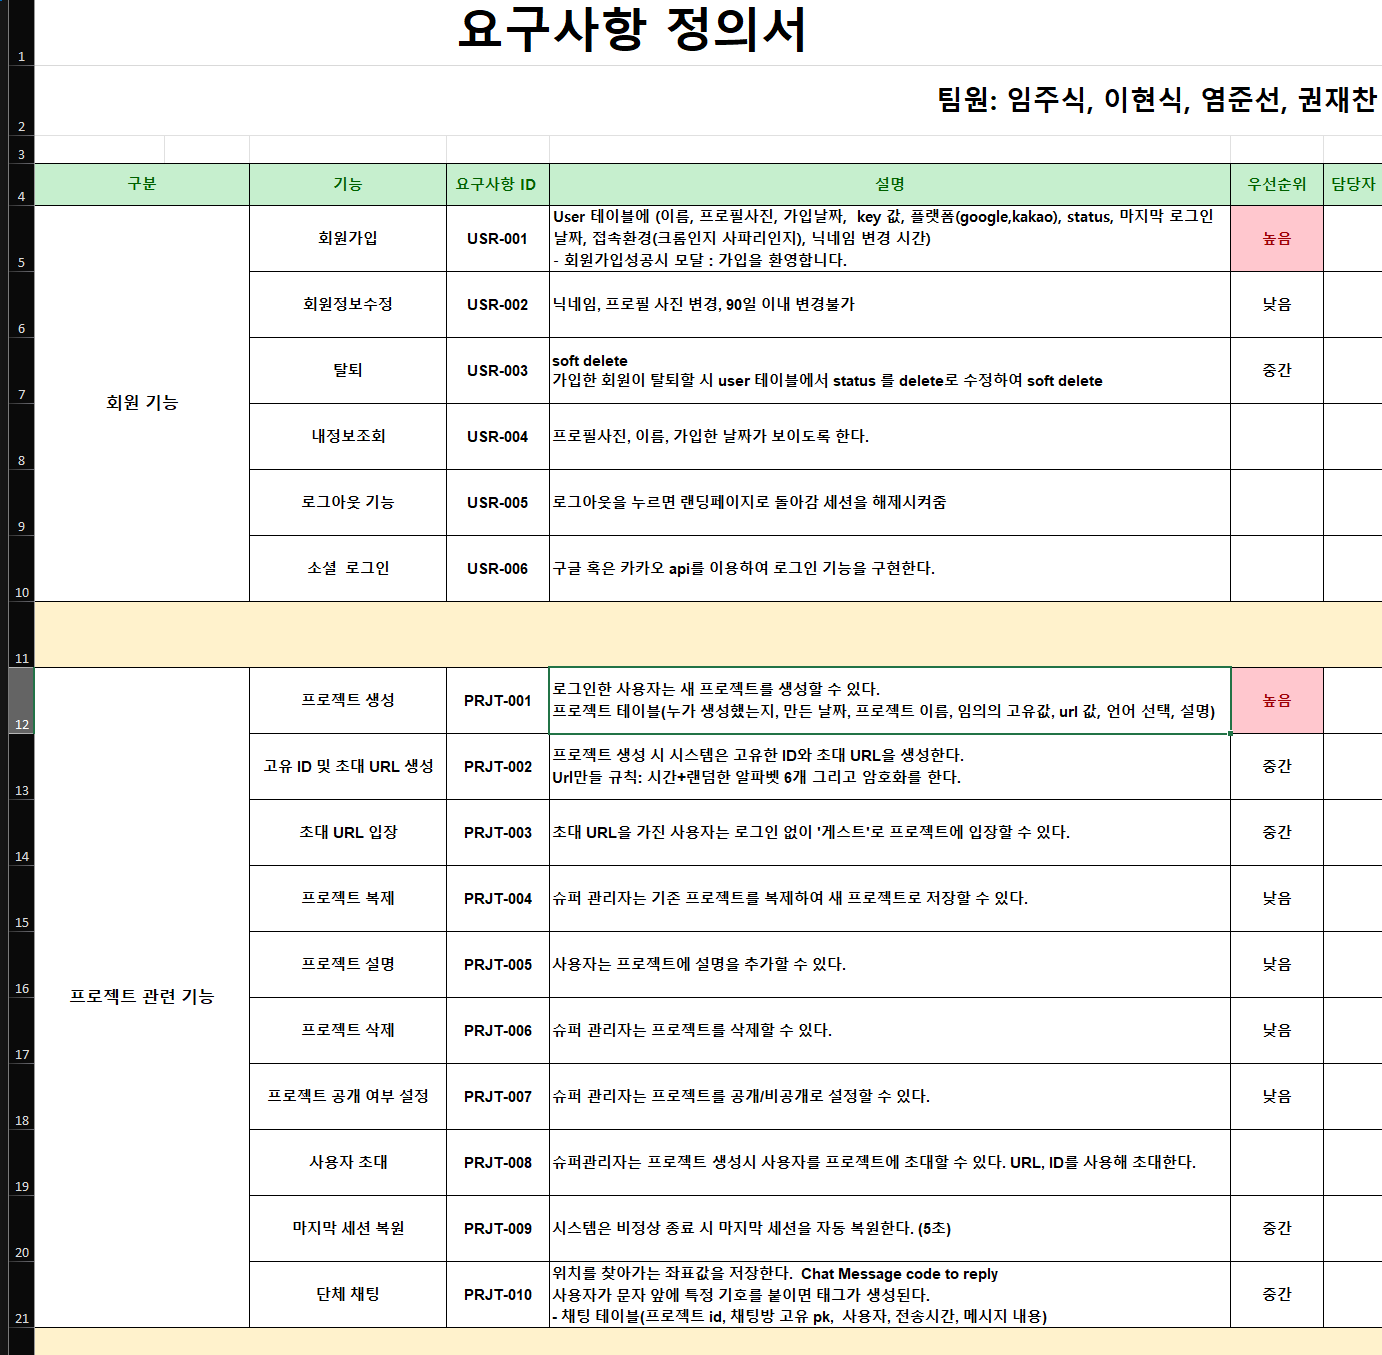 요구사항 정의서
1
팀원: 임주식, 이현식, 염준선, 권재찬
2
3
구분 기능 요구사항 ID 설명 우선순위 담당자
4
회원 기능
회원가입 USR-001
User 테이블에 (이름, 프로필사진, 가입날짜,  key 값, 플랫폼(google,kakao), status, 마지막 로그인
날짜, 접속환경(크롬인지 사파리인지), 닉네임 변경 시간)
- 회원가입성공시 모달 : 가입을 환영합니다.
높음
5
회원정보수정 USR-002 닉네임, 프로필 사진 변경, 90일 이내 변경불가 낮음
6
탈퇴 USR-003
soft delete
가입한 회원이 탈퇴할 시 user 테이블에서 status 를 delete로 수정하여 soft delete
중간
7
내정보조회 USR-004 프로필사진, 이름, 가입한 날짜가 보이도록 한다.
8
로그아웃 기능 USR-005 로그아웃을 누르면 랜딩페이지로 돌아감 세션을 해제시켜줌
9
소셜  로그인 USR-006 구글 혹은 카카오 api를 이용하여 로그인 기능을 구현한다.
10
11
프로젝트 관련 기능
프로젝트 생성 PRJT-001
로그인한 사용자는 새 프로젝트를 생성할 수 있다.
프로젝트 테이블(누가 생성했는지, 만든 날짜, 프로젝트 이름, 임의의 고유값, url 값, 언어 선택, 설명)
높음
12
고유 ID 및 초대 URL 생성 PRJT-002
프로젝트 생성 시 시스템은 고유한 ID와 초대 URL을 생성한다.
Url만들 규칙: 시간+랜덤한 알파벳 6개 그리고 암호화를 한다.
중간
13
초대 URL 입장 PRJT-003 초대 URL을 가진 사용자는 로그인 없이 '게스트'로 프로젝트에 입장할 수 있다. 중간
14
프로젝트 복제 PRJT-004 슈퍼 관리자는 기존 프로젝트를 복제하여 새 프로젝트로 저장할 수 있다. 낮음
15
프로젝트 설명 PRJT-005 사용자는 프로젝트에 설명을 추가할 수 있다. 낮음
16
프로젝트 삭제 PRJT-006 슈퍼 관리자는 프로젝트를 삭제할 수 있다. 낮음
17
프로젝트 공개 여부 설정 PRJT-007 슈퍼 관리자는 프로젝트를 공개/비공개로 설정할 수 있다. 낮음
18
사용자 초대 PRJT-008 슈퍼관리자는 프로젝트 생성시 사용자를 프로젝트에 초대할 수 있다. URL, ID를 사용해 초대한다.
19
마지막 세션 복원 PRJT-009 시스템은 비정상 종료 시 마지막 세션을 자동 복원한다. (5초) 중간
20
단체 채팅 PRJT-010
위치를 찾아가는 좌표값을 저장한다.  Chat Message code to reply
사용자가 문자 앞에 특정 기호를 붙이면 태그가 생성된다.
- 채팅 테이블(프로젝트 id, 채팅방 고유 pk,  사용자, 전송시간, 메시지 내용)
중간
21